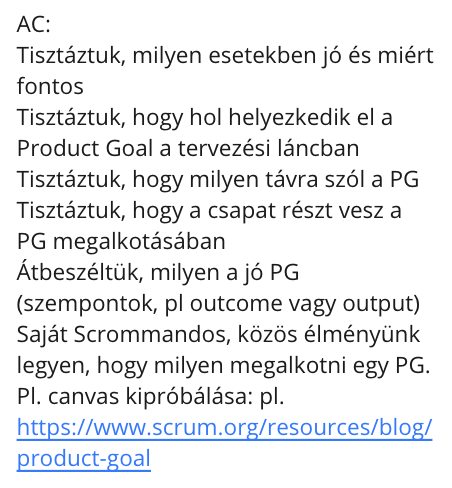 AC:
Tisztáztuk, milyen esetekben jó és miért
fontos
Tisztáztuk, hogy hol helyezkedik el a
Product Goal a tervezési láncban
Tisztáztuk, hogy milyen távra szól a PG
Tisztáztuk, hogy a csapat részt vesz a
PG megalkotásában
Átbeszéltük, milyen a jó PG
(szempontok, pl outcome vagy output)
Saját Scrommandos, közös élményünk
legyen, hogy milyen megalkotni egy PG.
Pl. canvas kipróbálása: pl.
https://www.scrum.org/resources/blog/
product-goal